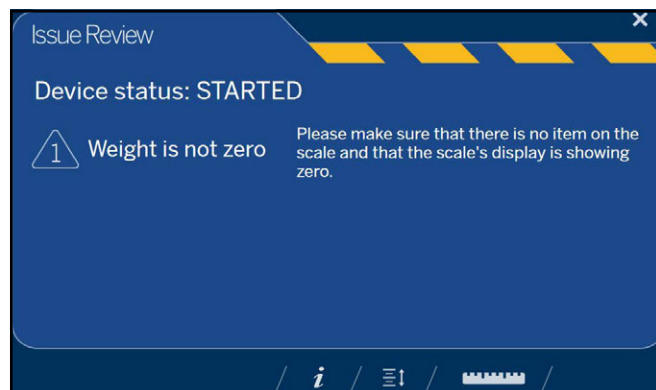 Issue Review
Device status: STARTED
1 Weight is not zero
Please make sure that there is no item on the
scale and that the scale's display is showing
zero.
i